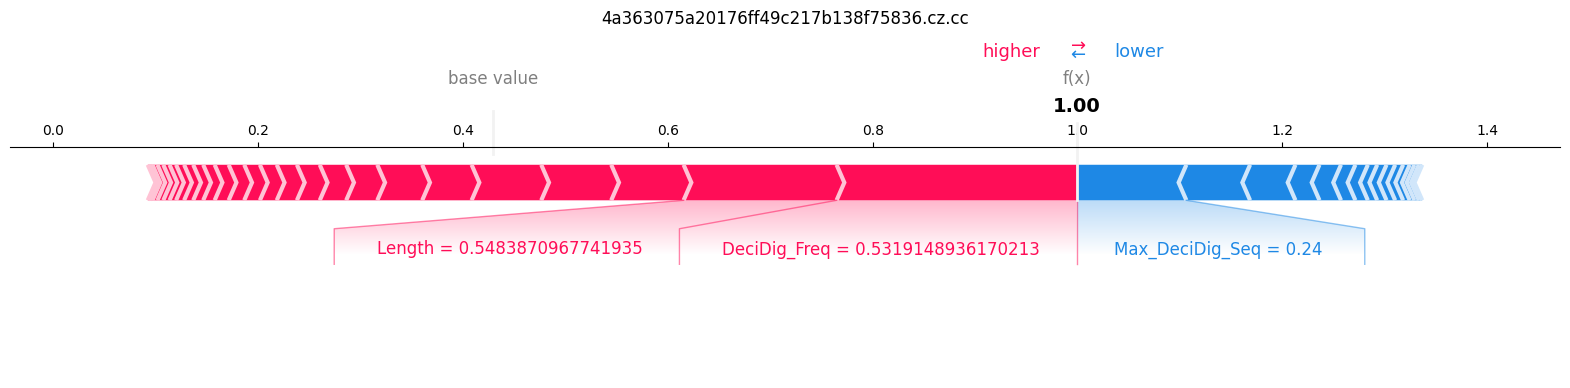 4a363075a20176ff49c217b138f75836.cz.cc
higher ⇄ lower
base value f(x)
1.00
0.0 0.2 0.4 0.6 0.8 1.0 1.2 1.4
Length = 0.5483870967741935 DeciDig_Freq = 0.5319148936170213 Max_DeciDig_Seq = 0.24